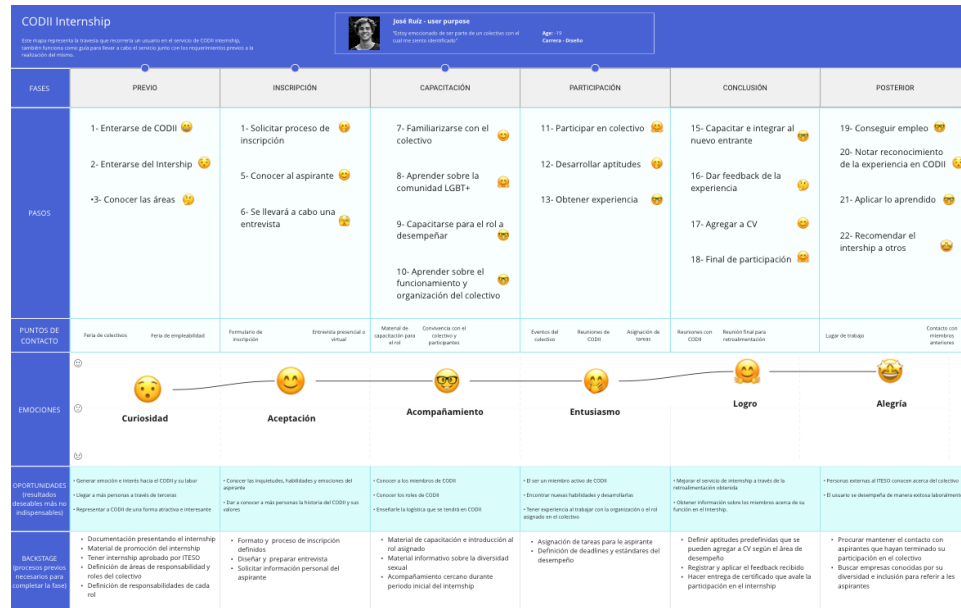 CODII Internship
Este mapa representa la travesía que recorrería un usuario en el servicio de CODII Internship,
también funciona como guía para llevar a cabo el servicio junto con los requerimientos previos a la
realización del mismo.
José Ruíz - user purpose
"Estoy emocionado de ser parte de un colectivo con el
cual me siento identificado"
Age: -19
Carrera - Diseño
FASES
PREVIO
INSCRIPCIÓN
CAPACITACIÓN
PARTICIPACIÓN
CONCLUSIÓN
POSTERIOR
PASOS
1- Enterarse de CODII
2- Enterarse del Intership
•3- Conocer las áreas
1- Solicitar proceso de
inscripción
5- Conocer al aspirante
6- Se llevará a cabo una
entrevista
7- Familiarizarse con el
colectivo
8- Aprender sobre la
comunidad LGBT+
9- Capacitarse para el rol a
desempeñar
10- Aprender sobre el
funcionamiento y
organización del colectivo
11- Participar en colectivo
12- Desarrollar aptitudes
13- Obtener experiencia
15- Capacitar e integrar al
nuevo entrante
16- Dar feedback de la
experiencia
17- Agregar a CV
18- Final de participación
19- Conseguir empleo
20- Notar reconocimiento
de la experiencia en CODII
21- Aplicar lo aprendido
22- Recomendar el
intership a otros
PUNTOS DE
CONTACTO
Feria de colectivos
Feria de empleabilidad
Formulario de
inscripción
Entrevista presencial o
virtual
Material de
capacitación para
el rol
Convivencia con el
colectivo y
participantes
Eventos del
colectivo
Reuniones de
CODII
Asignación de
tareas
Reuniones con
CODII
Reunión final para
retroalimentación
Lugar de trabajo
Contacto con
miembros
anteriores
EMOCIONES
Curiosidad
Aceptación
Acompañamiento
Entusiasmo
Logro
Alegría
OPORTUNIDADES
(resultados
deseables más no
indispensables)
• Generar emoción e interés hacia el CODII y su labor
• Llegar a más personas a través de terceras
• Representar a CODII de una forma atractiva e interesante
• Conocer las inquietudes, habilidades y emociones del
aspirante
• Dar a conocer a más personas la historia del CODII y sus
valores
• Conocer a los miembros de CODII
• Conocer los roles de CODII
• Enseñarle la logística que se tendrá en CODII
• El ser un miembro activo de CODII
• Encontrar nuevas habilidades y desarrollarlas
• Tener experiencia al trabajar con la organización o el rol
asignado en el colectivo
• Mejorar el servicio de internship a través de la
retroalimentación obtenida
• Obtener información sobre los miembros acerca de su
función en el Intership.
• Personas externas al ITESO conocen acerca del colectivo
• El usuario se desempeña de manera exitosa laboralmente
BACKSTAGE
(procesos previos
necesarios para
completar la fase)
• Documentación presentando el internship
• Material de promoción del internship
• Tener internship aprobado por ITESO
• Definición de áreas de responsabilidad y
roles del colectivo
• Definición de responsabilidades de cada
rol
• Formato y proceso de inscripción
definidos
• Diseñar y preparar entrevista
• Solicitar información personal del
aspirante
• Material de capacitación e introducción al
rol asignado
• Material informativo sobre la diversidad
sexual
• Acompañamiento cercano durante
periodo inicial del internship
• Asignación de tareas para el aspirante
• Definición de deadlines y estándares del
desempeño
• Definir aptitudes predefinidas que se
pueden agregar a CV según el área de
desempeño
• Registrar y aplicar el feedback recibido
• Hacer entrega de certificado que avale la
participación en el internship
• Procurar mantener el contacto con
aspirantes que hayan terminado su
participación en el colectivo
• Buscar empresas conocidas por su
diversidad e inclusión para referir a los
aspirantes